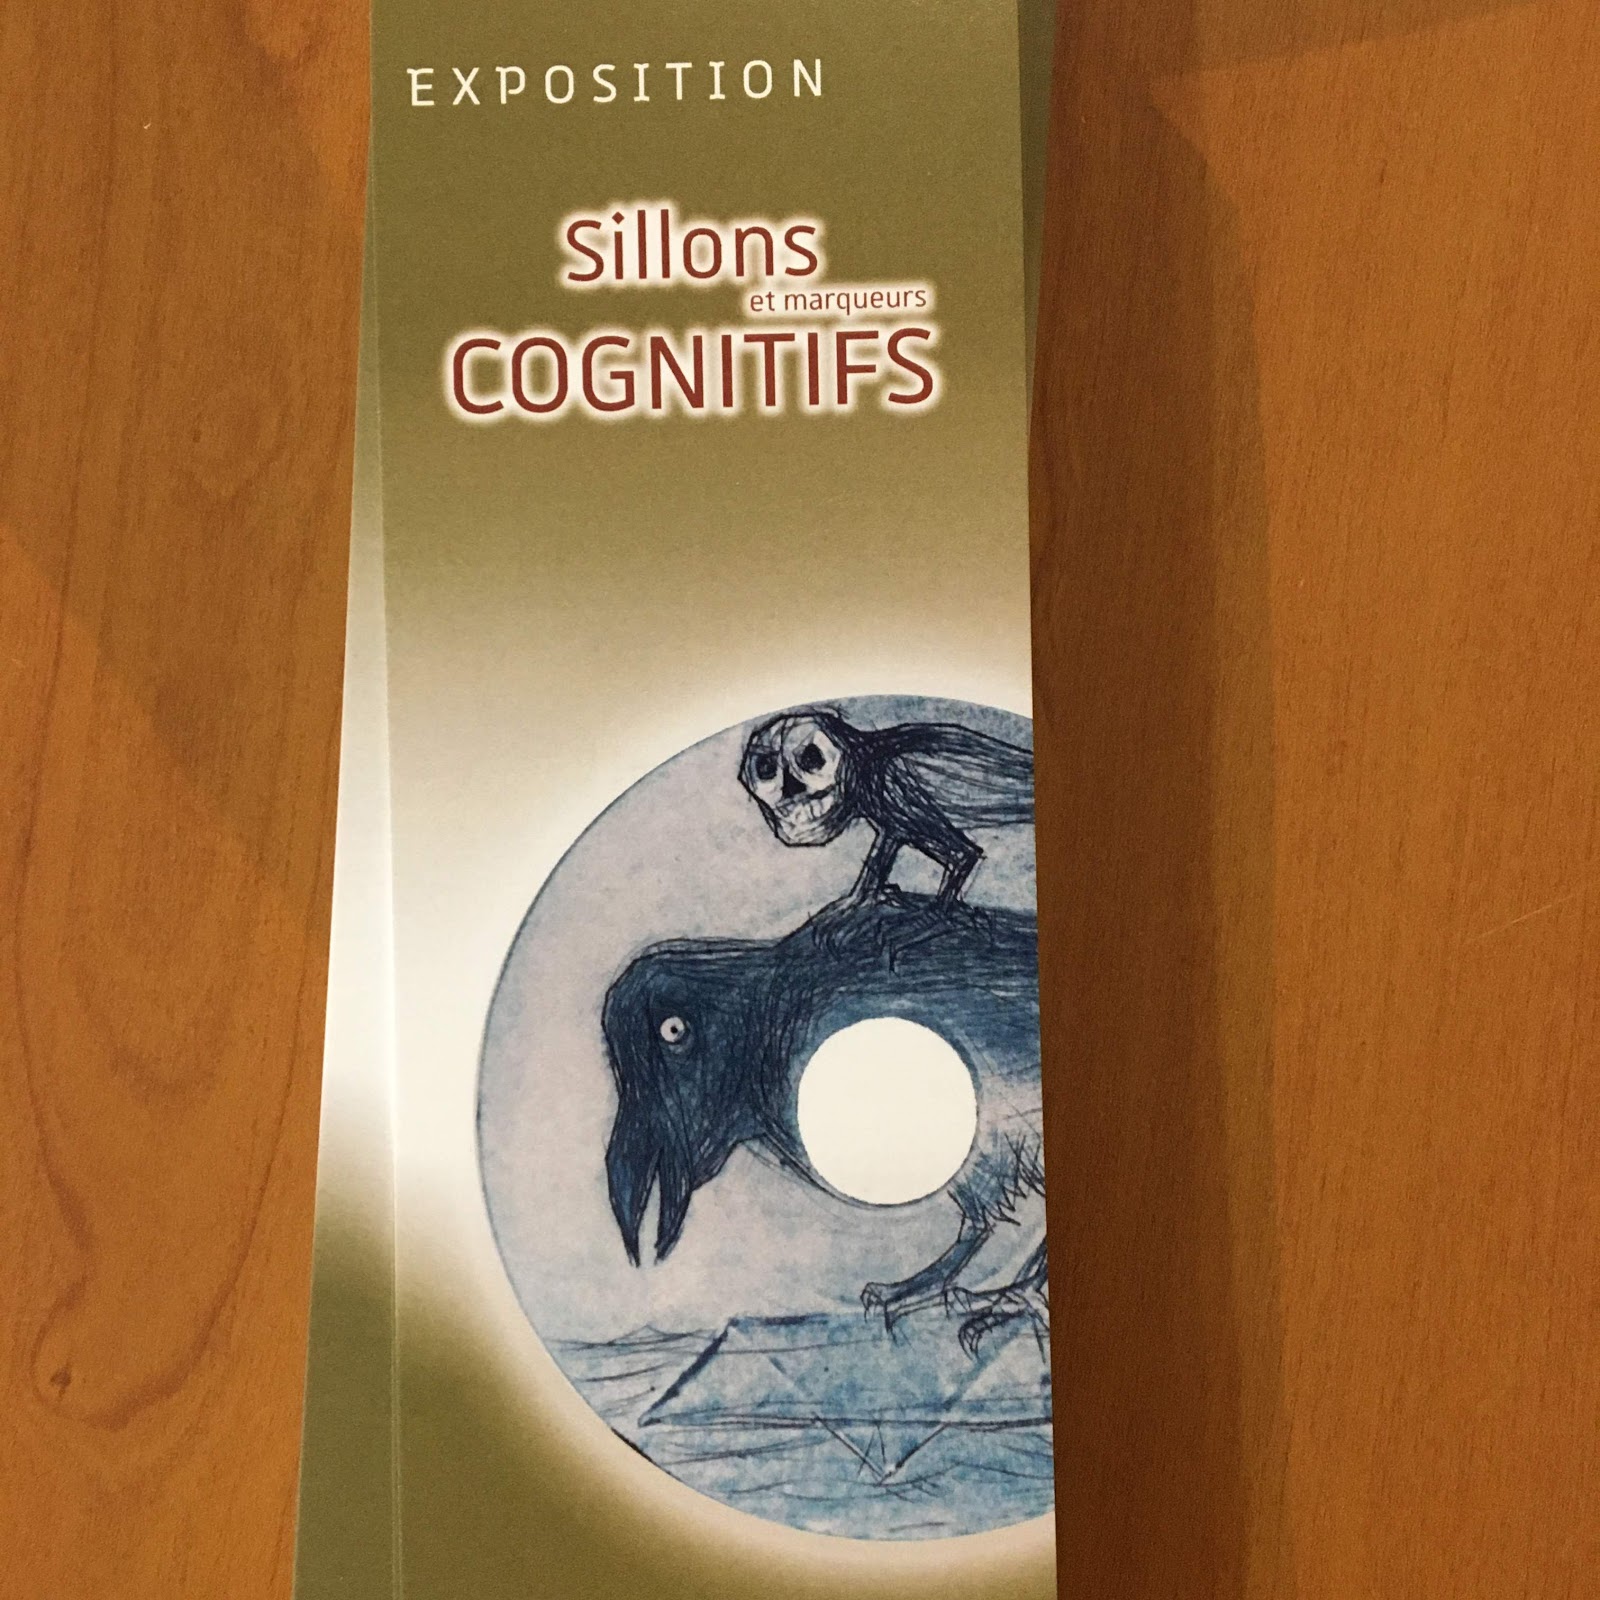 EXPOSITION
Sillons
et marqueurs
COGNITIFS